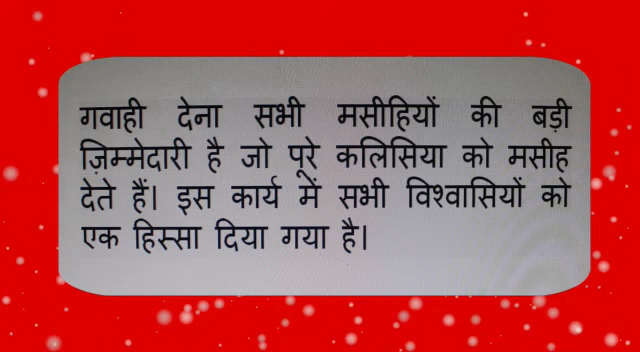 गवाही देना सभी मसीहियों की बड़ी
ज़िम्मेदारी है जो पूरे कलिसिया को मसीह
देते हैं। इस कार्य में सभी विश्वासियों को
एक हिस्सा दिया गया है।